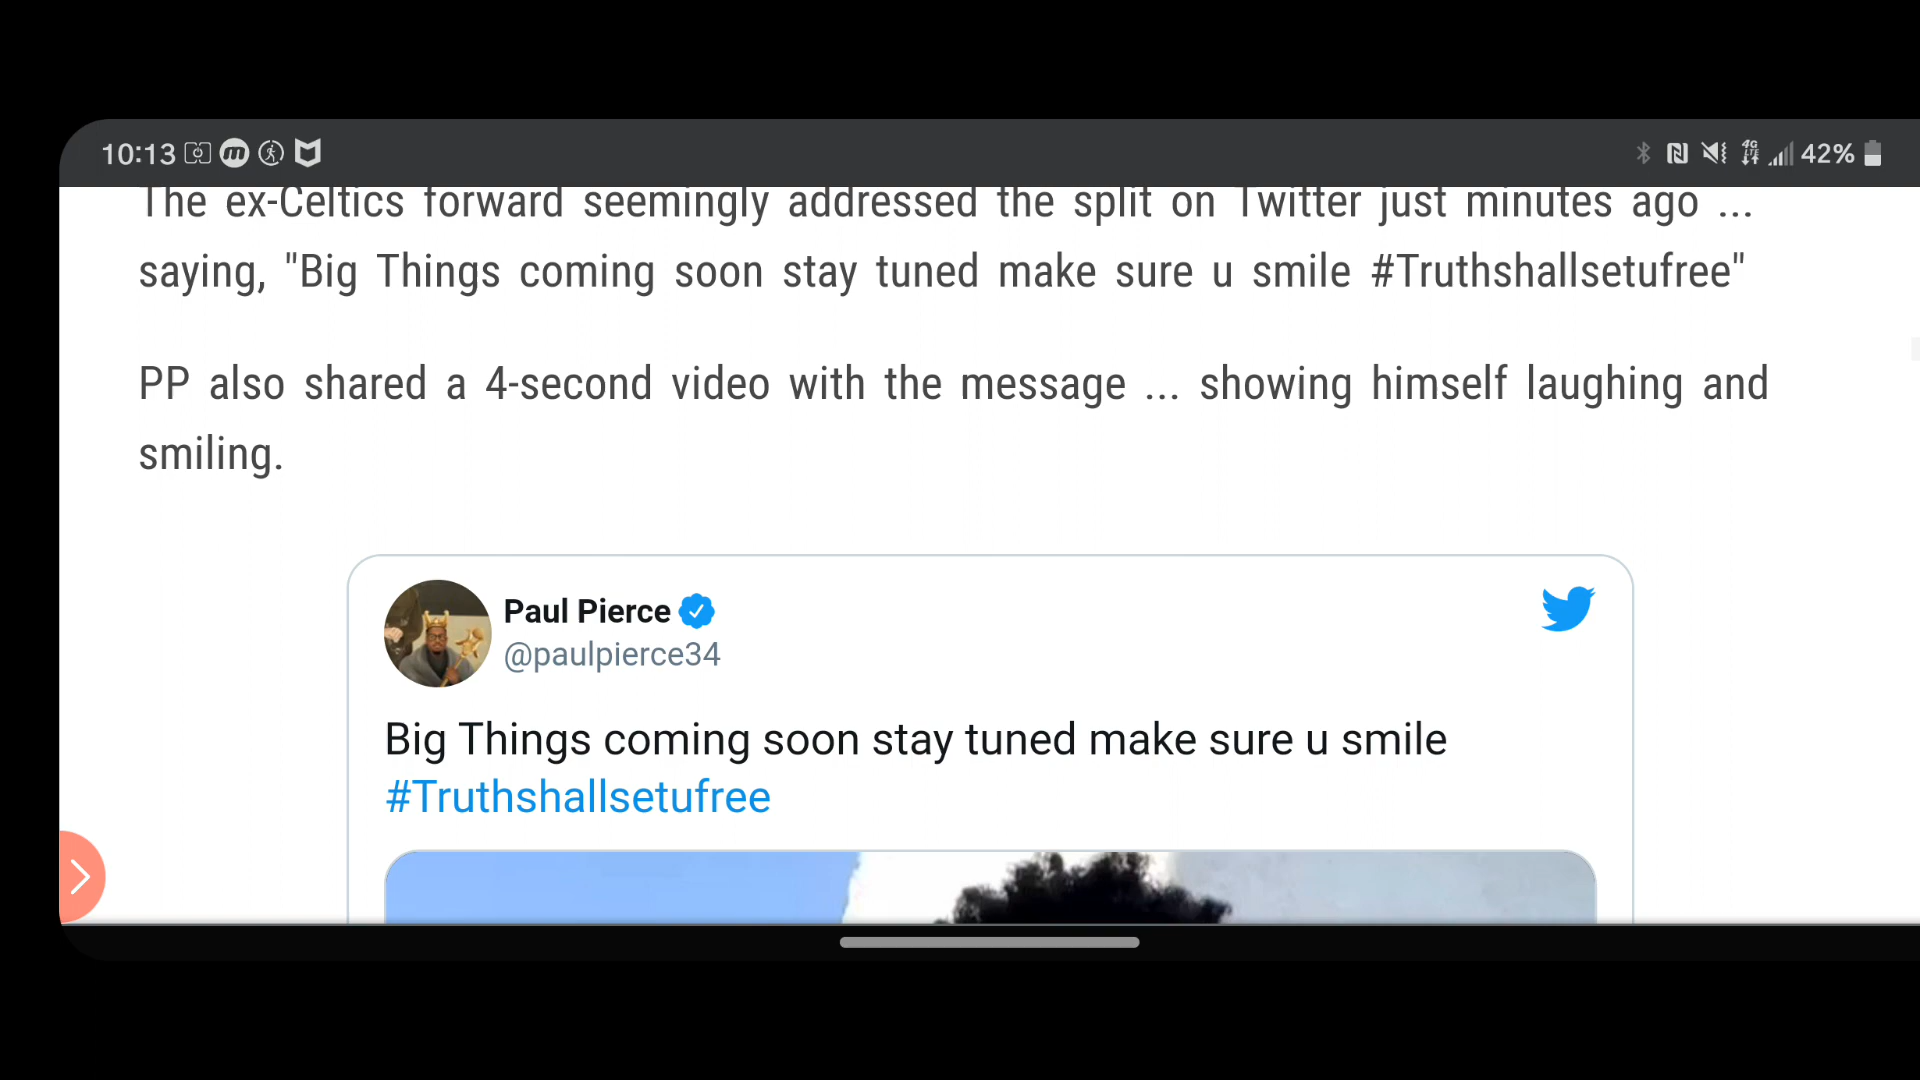 10:13
42%
The ex-Celtics forward seemingly addressed the split on Twitter just minutes ago ...
saying, "Big Things coming soon stay tuned make sure u smile #Truthshallsetufree"
PP also shared a 4-second video with the message ... showing himself laughing and
smiling.
Paul Pierce
@paulpierce34
Big Things coming soon stay tuned make sure u smile
#Truthshallsetufree